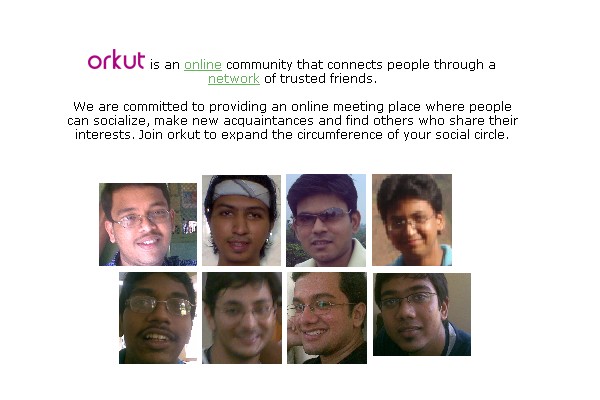 orkut is an online community that connects people through a
network of trusted friends.
We are committed to providing an online meeting place where people
can socialize, make new acquaintances and find others who share their
interests. Join orkut to expand the circumference of your social circle.